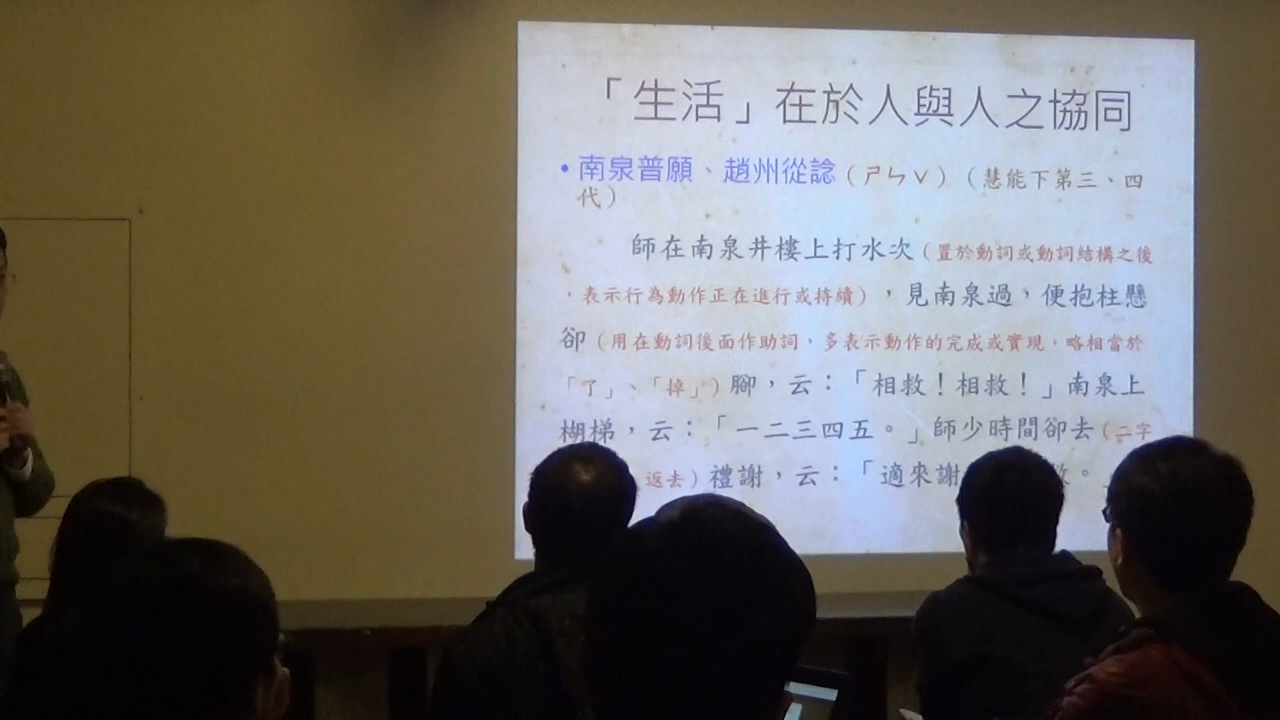 「生活」在於人與人之協同
•南泉普願、趙州從諗（ㄕㄣˇ）（慧能下第三、四
代）
師在南泉井樓上打水次（置於動詞或動詞結構之後
，表示行為動作正在進行或持續），見南泉過，便抱柱懸
卻（用在動詞後面作助詞，多表示動作的完成或實現，略相當於
「了」、「掉」）腳，云：「相救！相救！」南泉上
楜梯，云：「一二三四五。」師少時間卻去（二字
返去）禮謝，云：「適來謝